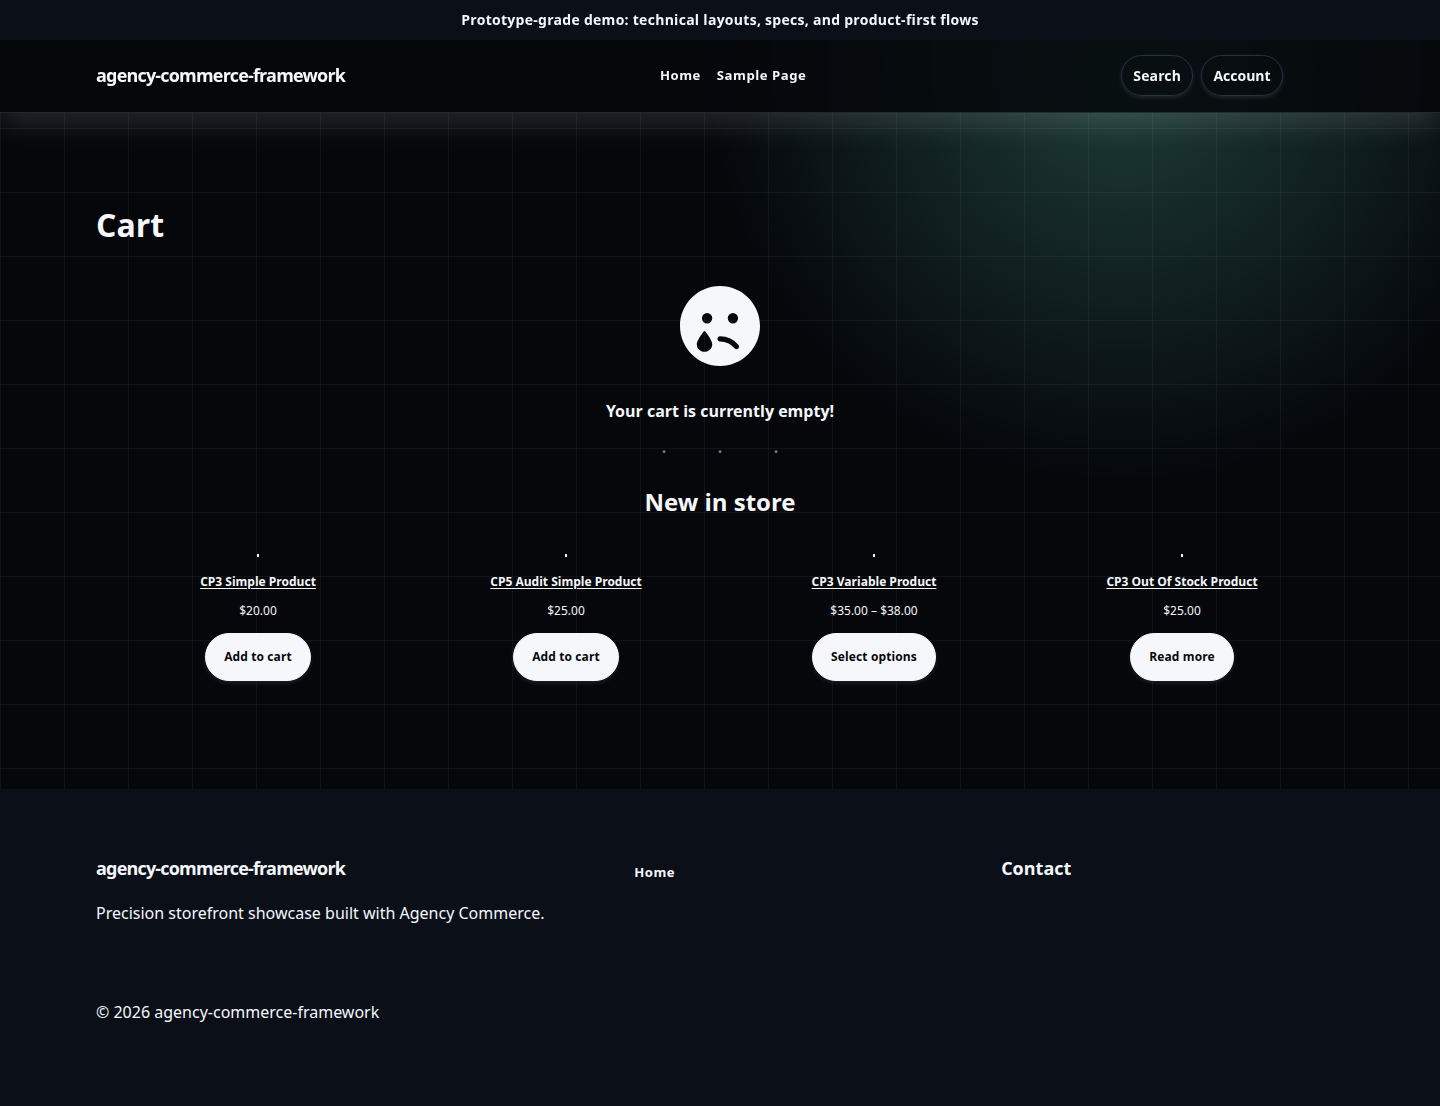 Prototype-grade demo: technical layouts, specs, and product-first flows
agency-commerce-framework
Home Sample Page
Search Account
Cart
Your cart is currently empty!
New in store
CP3 Simple Product
$20.00
Add to cart
CP5 Audit Simple Product
$25.00
Add to cart
CP3 Variable Product
$35.00 – $38.00
Select options
CP3 Out Of Stock Product
$25.00
Read more
agency-commerce-framework
Precision storefront showcase built with Agency Commerce.
Home
Contact
© 2026 agency-commerce-framework